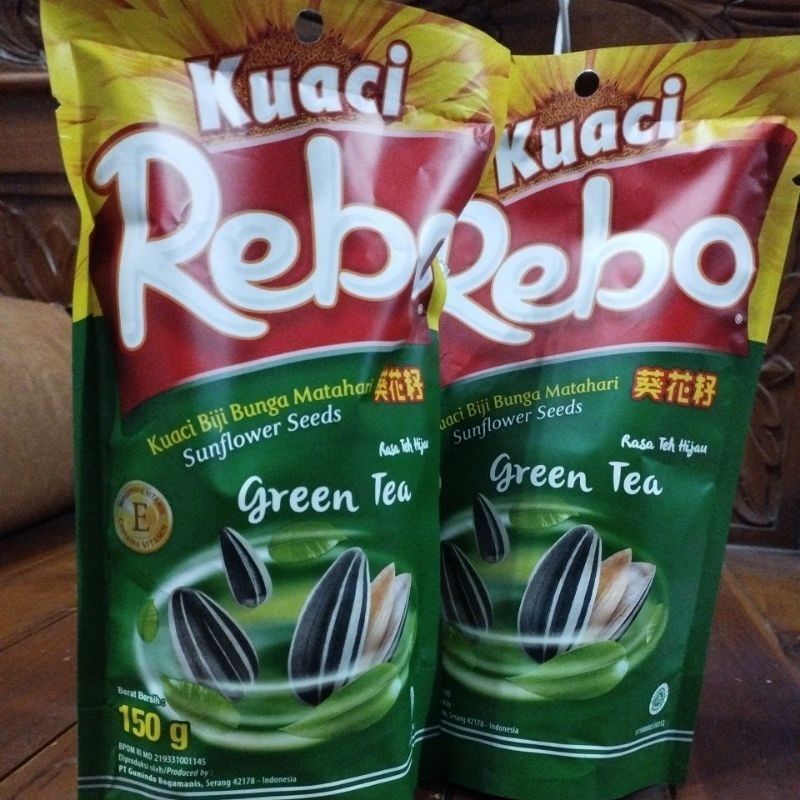 Kuaci
Rebo
Kuaci Biji Bunga Matahari
葵花籽
Sunflower Seeds
Rasa Teh Hijau
Green Tea
E
Contains VITAMIN
Berat Bersih
150 g
BPOM RI MD 219331001145
Diproduksi oleh/Produced by :
PT Gumindo Bogamanis, Serang 42178 - Indonesia
Kuaci
Rebo
®
Kuaci Biji Bunga Matahari
葵花籽
Sunflower Seeds
Rasa Teh Hijau
Green Tea
Serang 42178 - Indonesia